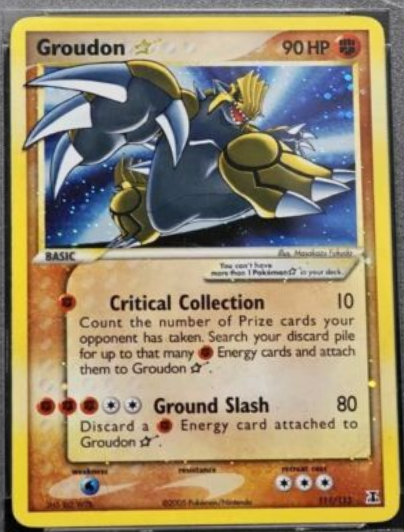 Groudon ☆ 90 HP
BASIC
Illus. Masakazu Fukuda
You can't have
more than 1 Pokémon ☆ in your deck.
Critical Collection 10
Count the number of Prize cards your
opponent has taken. Search your discard pile
for up to that many Energy cards and attach
them to Groudon ☆.
Ground Slash 80
Discard a Energy card attached to
Groudon ☆.
weakness resistance retreat cost
©2005 Pokémon/Nintendo 111/113